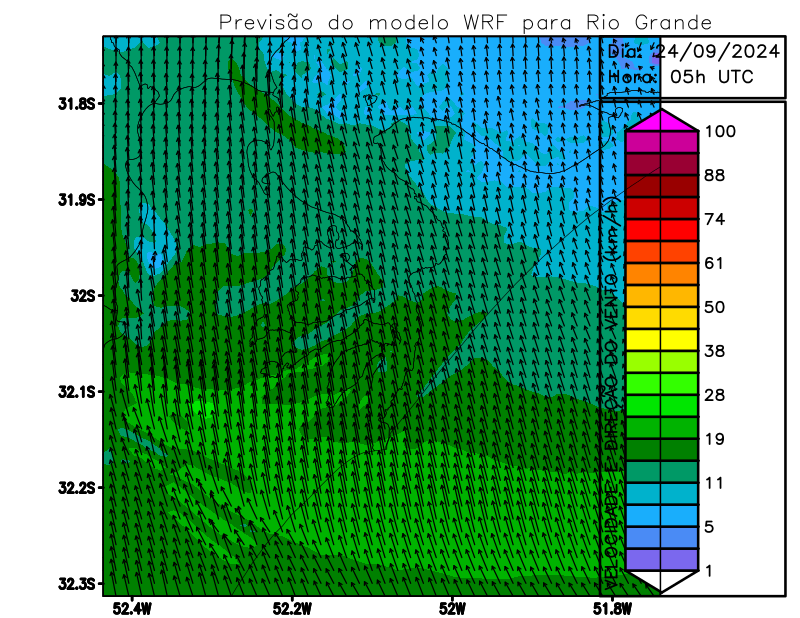 Previsão do modelo WRF para Rio Grande
Dia: 24/09/2024
Hora: 05h UTC
31.8S
31.9S
32S
32.1S
32.2S
32.3S
52.4W
52.2W
52W
51.8W
VELOCIDADE E DIREÇÃO DO VENTO (km/h)
100
88
74
61
50
38
28
19
11
5
1